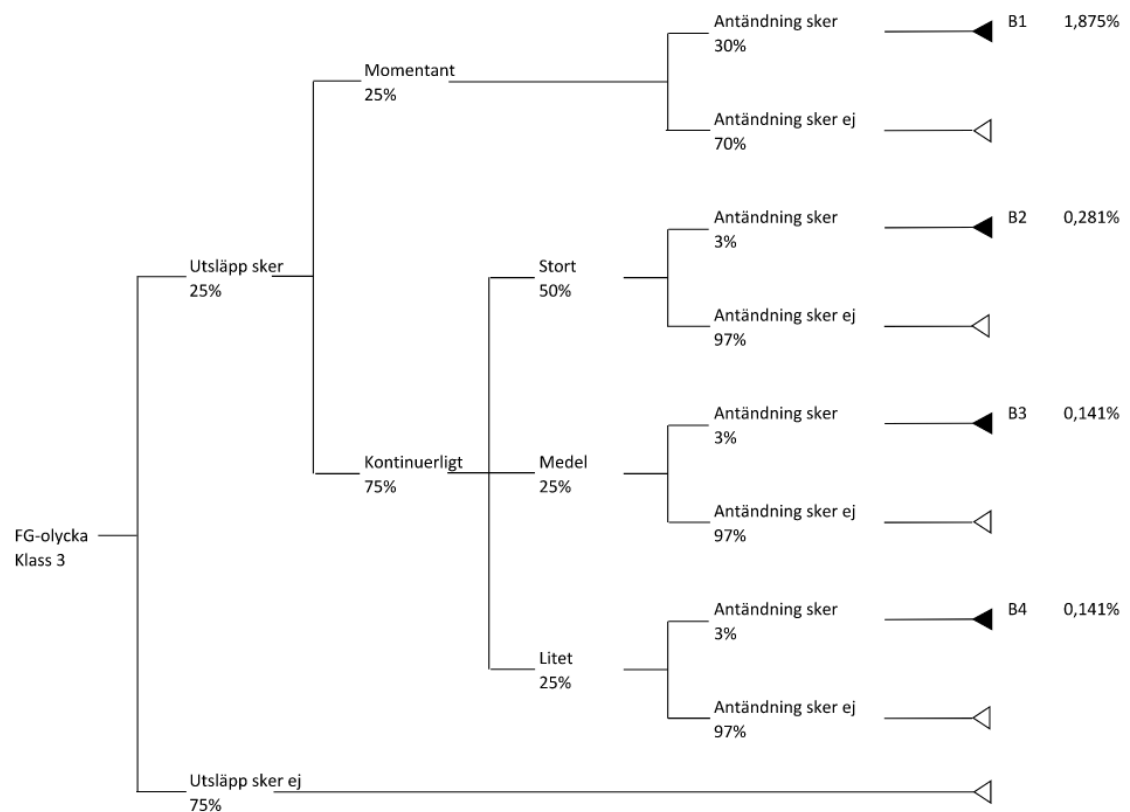 Antändning sker
30%
B1 1,875%
Momentant
25%
Antändning sker ej
70%
Antändning sker
3%
B2 0,281%
Utsläpp sker
25%
Stort
50%
Antändning sker ej
97%
Antändning sker
3%
B3 0,141%
Kontinuerligt
75%
Medel
25%
Antändning sker ej
97%
FG-olycka
Klass 3
Antändning sker
3%
B4 0,141%
Litet
25%
Antändning sker ej
97%
Utsläpp sker ej
75%